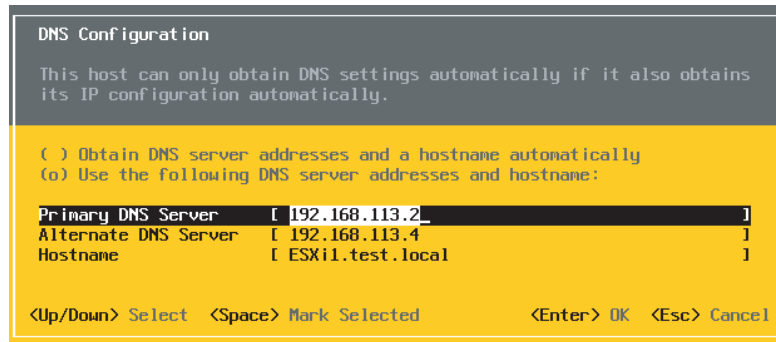 DNS Configuration
This host can only obtain DNS settings automatically if it also obtains
its IP configuration automatically.
( ) Obtain DNS server addresses and a hostname automatically
(o) Use the following DNS server addresses and hostname:
Primary DNS Server [ 192.168.113.2_ ]
Alternate DNS Server [ 192.168.113.4 ]
Hostname [ ESXi1.test.local ]
<Up/Down> Select <Space> Mark Selected <Enter> OK <Esc> Cancel